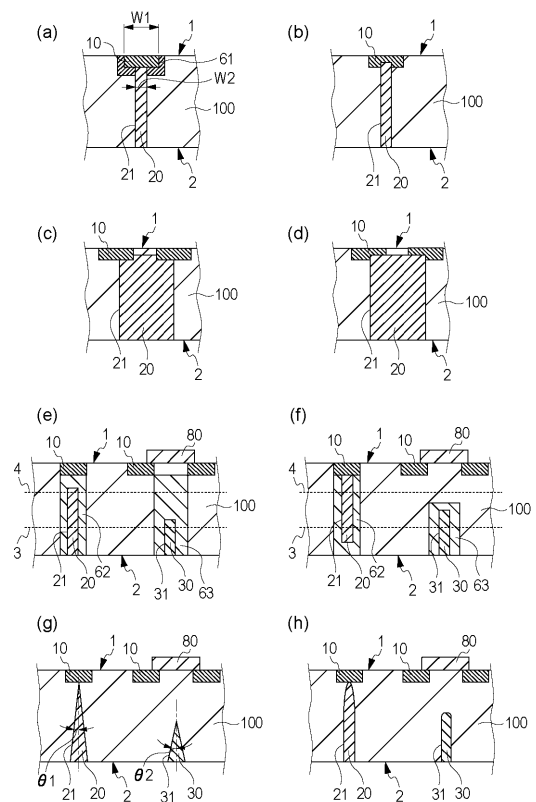 (a) W1 1 10 61 W2 100 21 20 2
(b) 1 10 100 21 20 2
(c) 1 10 100 21 20 2
(d) 1 10 100 21 20 2
(e) 10 1 10 80 4 100 3 21 20 62 2 31 30 63
(f) 10 1 10 80 4 100 3 21 20 62 2 31 30 63
(g) 10 1 10 80 100 θ1 θ2 21 20 2 31 30
(h) 10 1 10 80 100 21 20 2 31 30